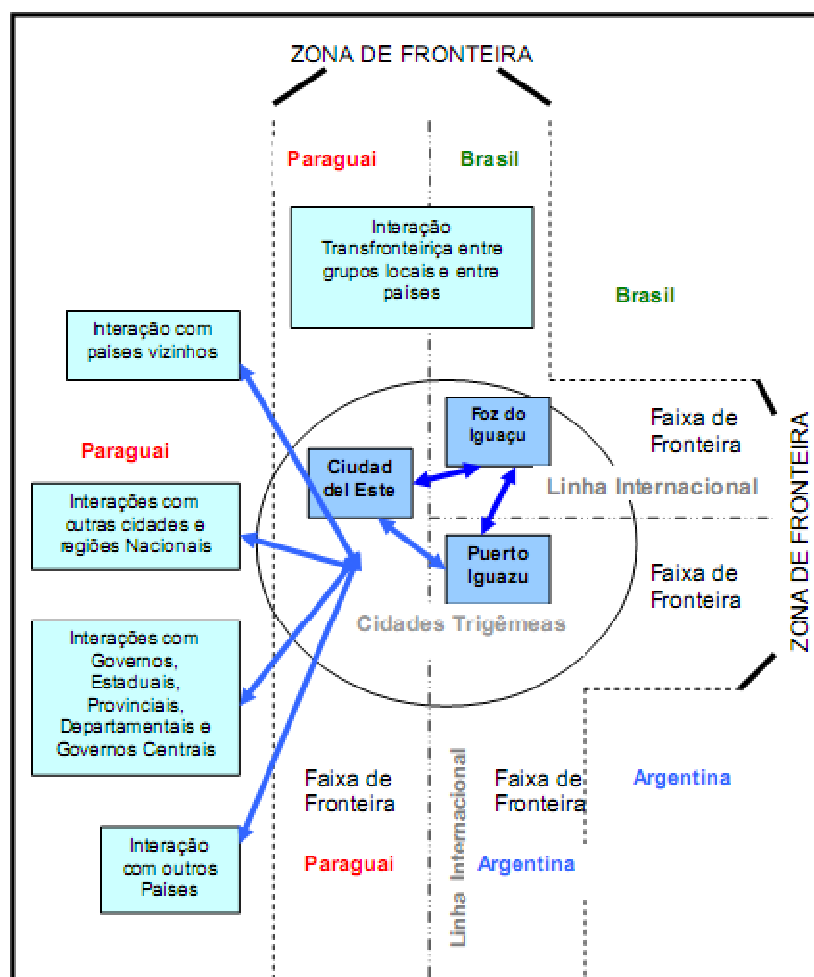 ZONA DE FRONTEIRA
Paraguai
Brasil
Interação
Transfronteiriça entre
grupos locais e entre
países
Brasil
Interação com
países vizinhos
Foz do
Iguaçu
Faixa de
Fronteira
Paraguai
Ciudad
del Este
Linha Internacional
Interações com
outras cidades e
regiões Nacionais
Puerto
Iguazu
Faixa de
Fronteira
ZONA DE FRONTEIRA
Cidades Trigêmeas
Interações com
Governos,
Estaduais,
Provinciais,
Departamentais e
Governos Centrais
Faixa de
Fronteira
Linha Internacional
Faixa de
Fronteira
Argentina
Interação
com outros
Países
Paraguai
Argentina